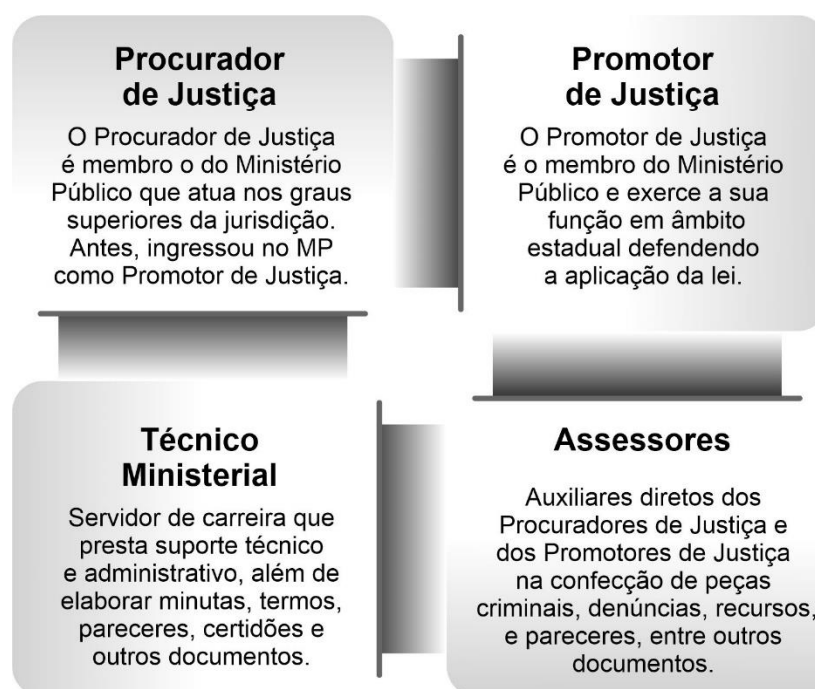 Procurador
de Justiça
O Procurador de Justiça
é membro o do Ministério
Público que atua nos graus
superiores da jurisdição.
Antes, ingressou no MP
como Promotor de Justiça.
Promotor
de Justiça
O Promotor de Justiça
é o membro do Ministério
Público e exerce a sua
função em âmbito
estadual defendendo
a aplicação da lei.
Técnico
Ministerial
Servidor de carreira que
presta suporte técnico
e administrativo, além de
elaborar minutas, termos,
pareceres, certidões e
outros documentos.
Assessores
Auxiliares diretos dos
Procuradores de Justiça e
dos Promotores de Justiça
na confecção de peças
criminais, denúncias, recursos,
e pareceres, entre outros
documentos.